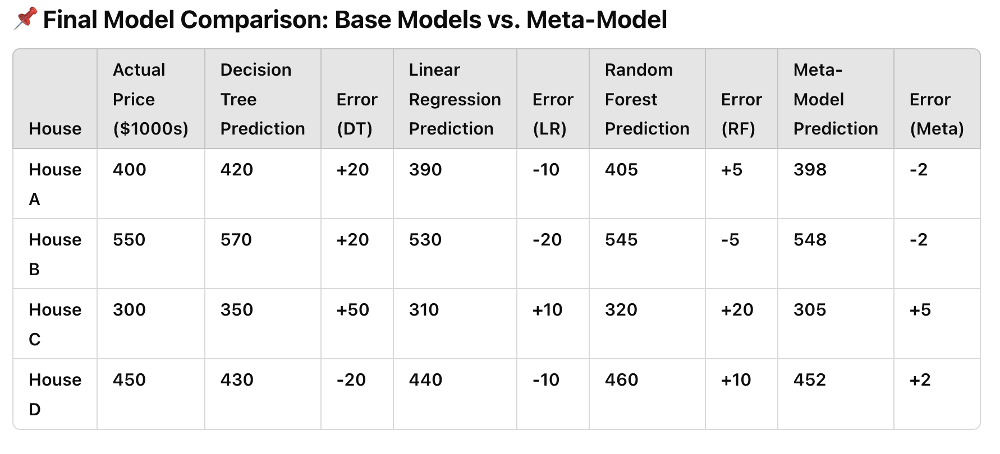 📌 Final Model Comparison: Base Models vs. Meta-Model
House
Actual
Price
($1000s)
Decision
Tree
Prediction
Error
(DT)
Linear
Regression
Prediction
Error
(LR)
Random
Forest
Prediction
Error
(RF)
Meta-
Model
Prediction
Error
(Meta)
House
A
400
420
+20
390
-10
405
+5
398
-2
House
B
550
570
+20
530
-20
545
-5
548
-2
House
C
300
350
+50
310
+10
320
+20
305
+5
House
D
450
430
-20
440
-10
460
+10
452
+2